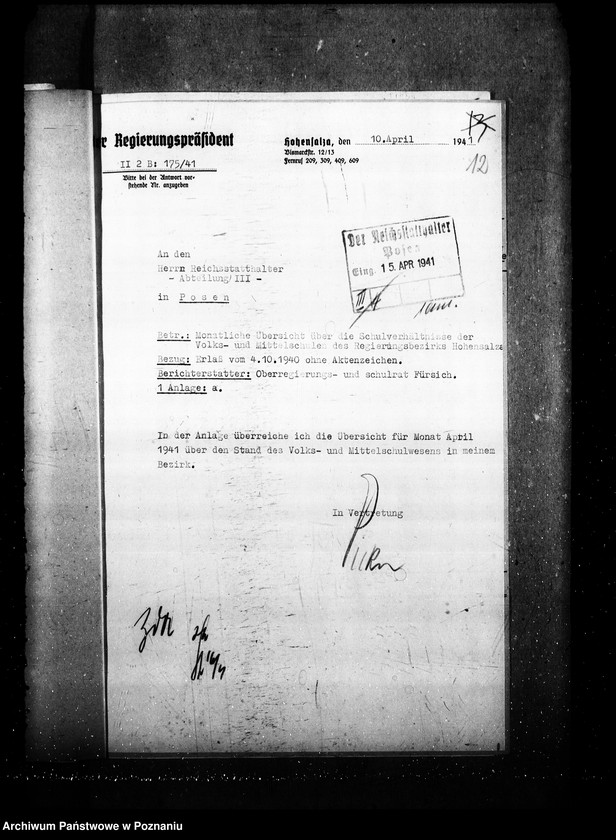 er Regierungspräsident
II 2 B: 175/41
Bitte bei der Antwort vor-
stehende Nr. anzugeben
Hohensalza, den 10.April 1941
Bismarckstr. 12/13
Fernruf 209, 309, 409, 609
12
Der Reichsstatthalter
Posen
Eing. 15. APR 1941
III
An den
Herrn Reichsstatthalter
- Abteilung III -
in Posen
Betr.: Monatliche Übersicht über die Schulverhältnisse der
Volks- und Mittelschulen des Regierungsbezirks Hohensalza
Bezug: Erlaß vom 4.10.1940 ohne Aktenzeichen.
Berichterstatter: Oberregierungs- und schulrat Fürsich.
1 Anlage: a.
In der Anlage überreiche ich die Übersicht für Monat April
1941 über den Stand des Volks- und Mittelschulwesens in meinem
Bezirk.
In Vertretung
ZdA
Archiwum Państwowe w Poznaniu